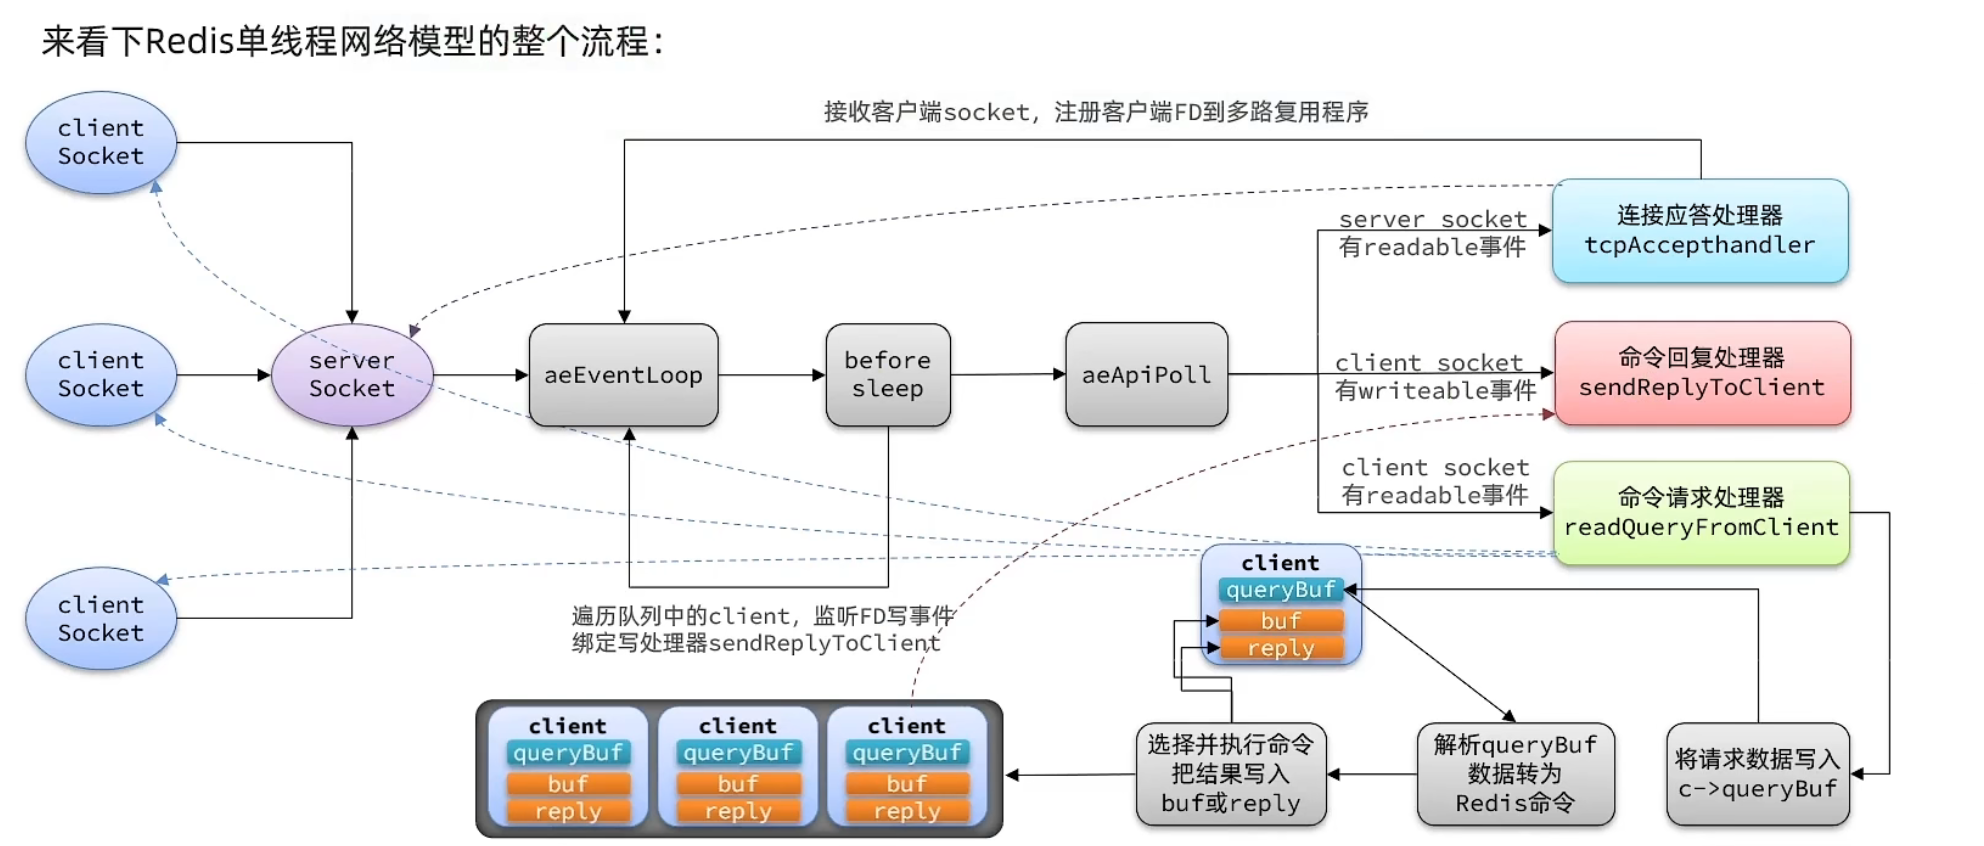 来看下Redis单线程网络模型的整个流程：
接收客户端socket，注册客户端FD到多路复用程序
client
Socket
client
Socket
client
Socket
server
Socket
aeEventLoop
before
sleep
aeApiPoll
server socket
有readable事件
连接应答处理器
tcpAccepthandler
client socket
有writeable事件
命令回复处理器
sendReplyToClient
client socket
有readable事件
命令请求处理器
readQueryFromClient
遍历队列中的client，监听FD写事件
绑定写处理器sendReplyToClient
client
queryBuf
buf
reply
client
queryBuf
buf
reply
client
queryBuf
buf
reply
client
queryBuf
buf
reply
选择并执行命令
把结果写入
buf或reply
解析queryBuf
数据转为
Redis命令
将请求数据写入
c->queryBuf